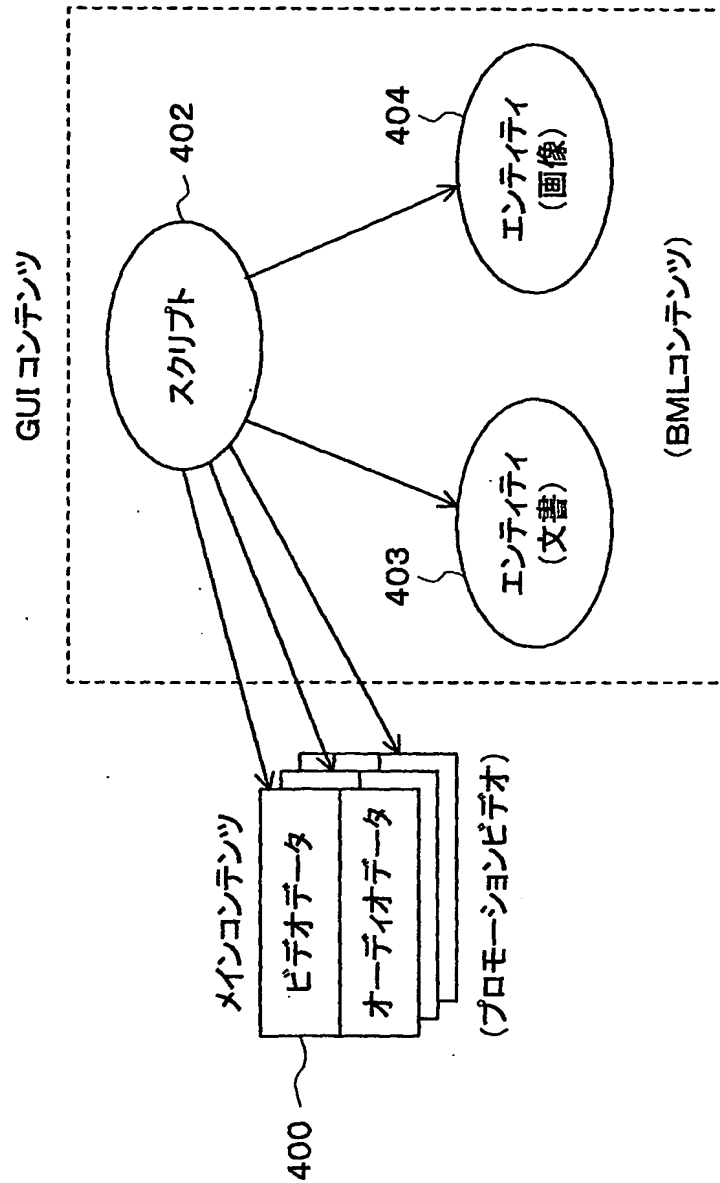 GUI コンテンツ
スクリプト
402
メインコンテンツ
ビデオデータ
オーディオデータ
400
(プロモーションビデオ)
403
エンティティ
(文書)
404
エンティティ
(画像)
(BMLコンテンツ)